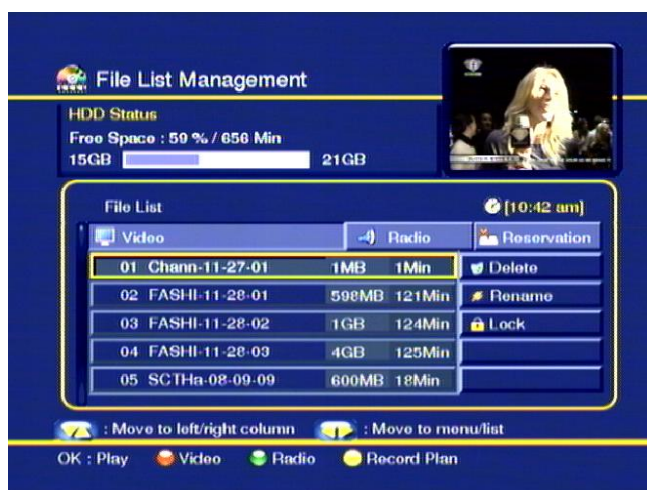 File List Management
HDD Status
Free Space : 59 % / 656 Min
15GB 21GB
File List [10:42 am]
Video Radio Reservation
01 Chann-11-27-01 1MB 1Min Delete
02 FASHI-11-28-01 598MB 121Min Rename
03 FASHI-11-28-02 1GB 124Min Lock
04 FASHI-11-28-03 4GB 125Min
05 SCTHa-08-09-09 600MB 18Min
: Move to left/right column : Move to menu/list
OK : Play Video Radio Record Plan